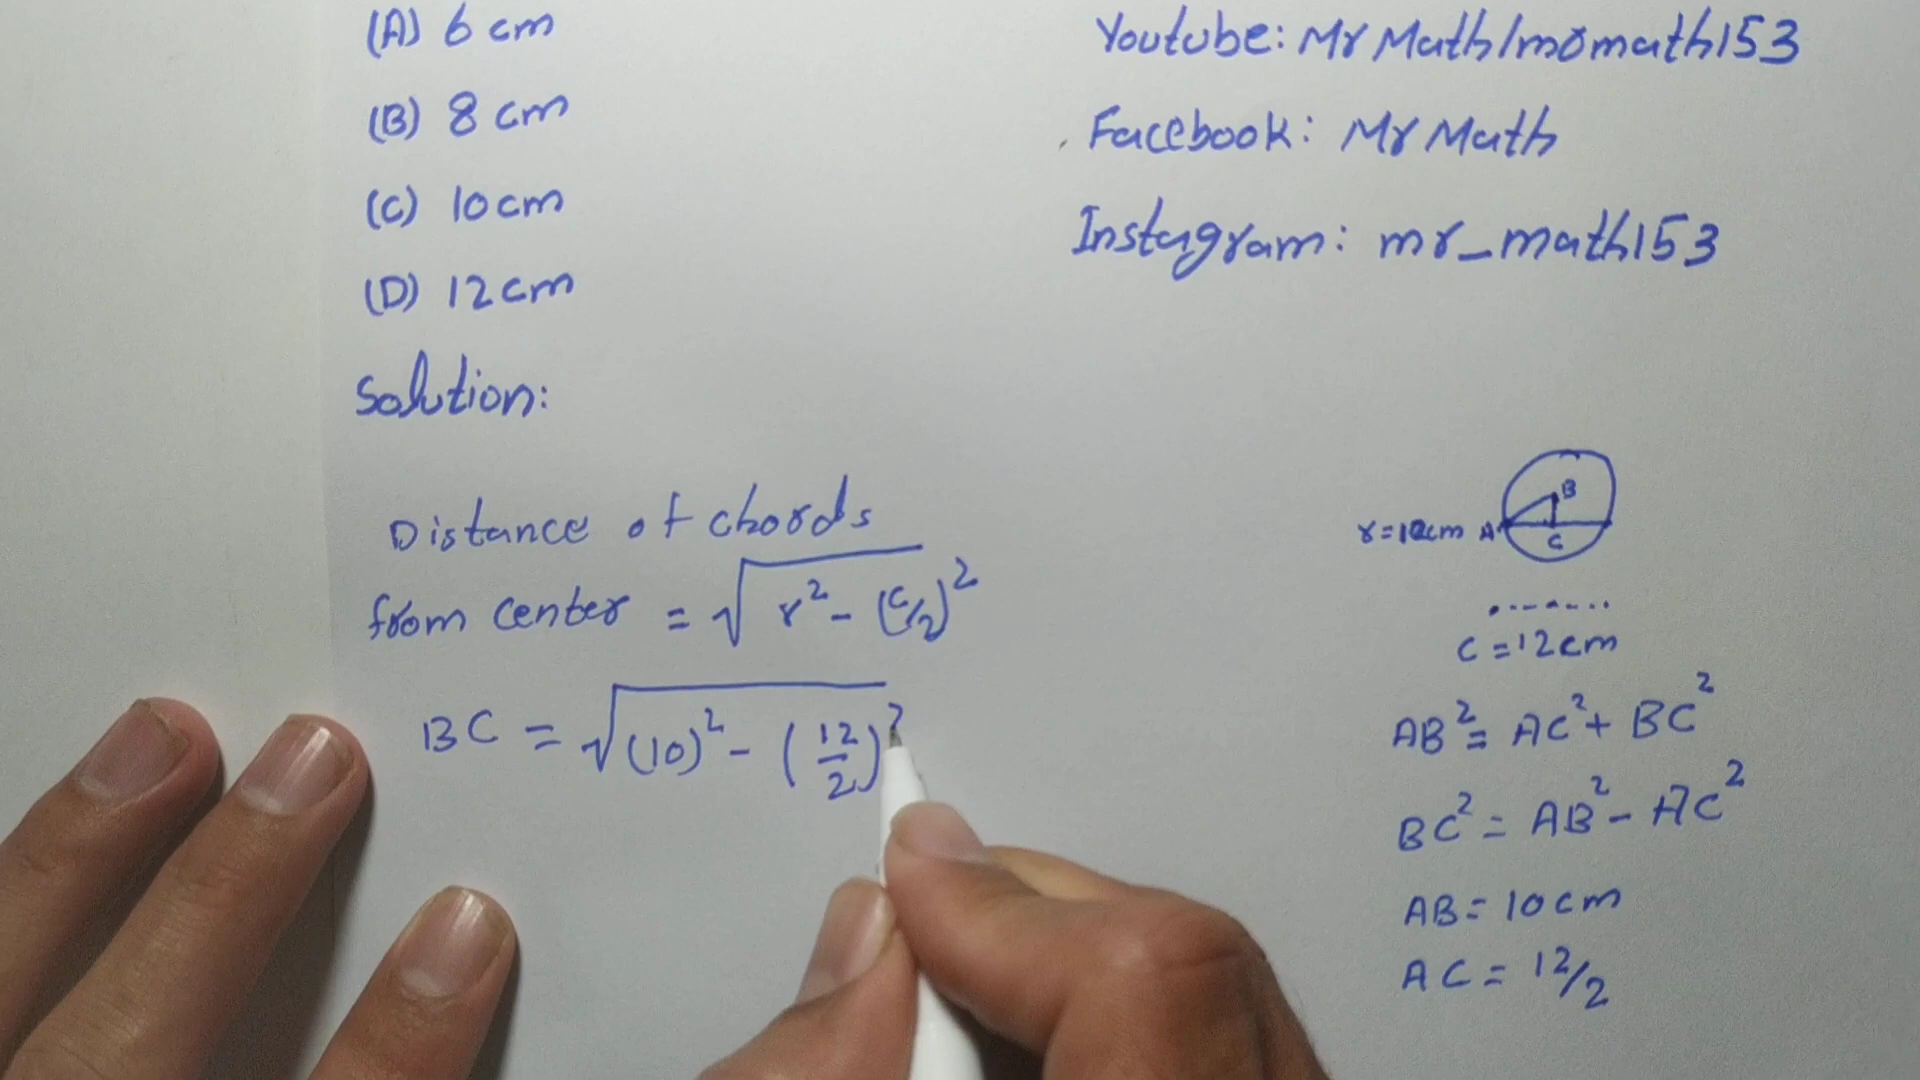 (A) 6 cm
(B) 8 cm
(C) 10 cm
(D) 12 cm
Youtube: Mr Math/mrmath153
Facebook: Mr Math
Instagram: mr_math153
Solution:
Distance of chords
from center = √ r² - (c/2)²
BC = √(10)² - (12/2)²
B
r=10cm A
C
C = 12cm
AB² = AC² + BC²
BC² = AB² - AC²
AB = 10 cm
AC = 12/2